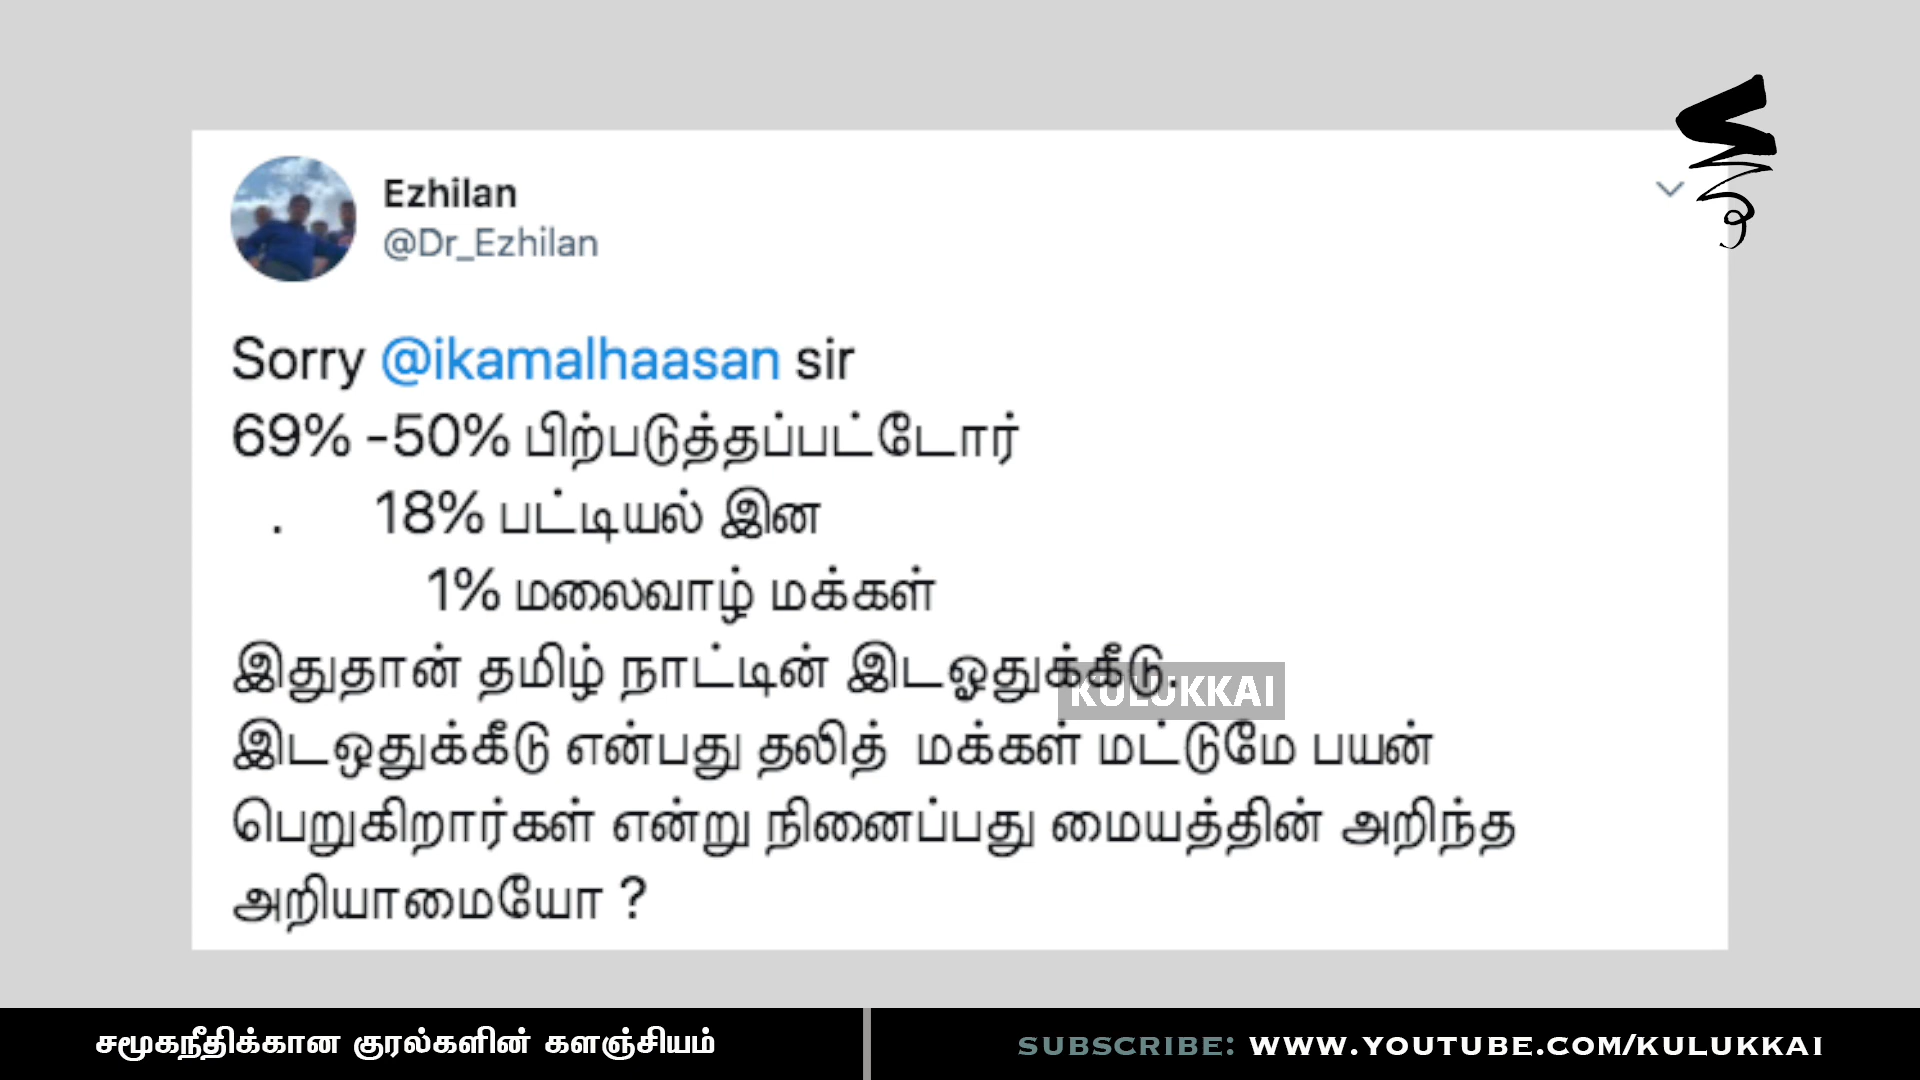 Ezhilan
@Dr_Ezhilan
Sorry @ikamalhaasan sir
69% -50% பிற்படுத்தப்பட்டோர்
. 18% பட்டியல் இன
1% மலைவாழ் மக்கள்
இதுதான் தமிழ் நாட்டின் இடஓதுக்கீடு.
KULUKKAI
இடஒதுக்கீடு என்பது தலித் மக்கள் மட்டுமே பயன்
பெறுகிறார்கள் என்று நினைப்பது மையத்தின் அறிந்த
அறியாமையோ ?
சமூகநீதிக்கான குரல்களின் களஞ்சியம்
SUBSCRIBE: WWW.YOUTUBE.COM/KULUKKAI